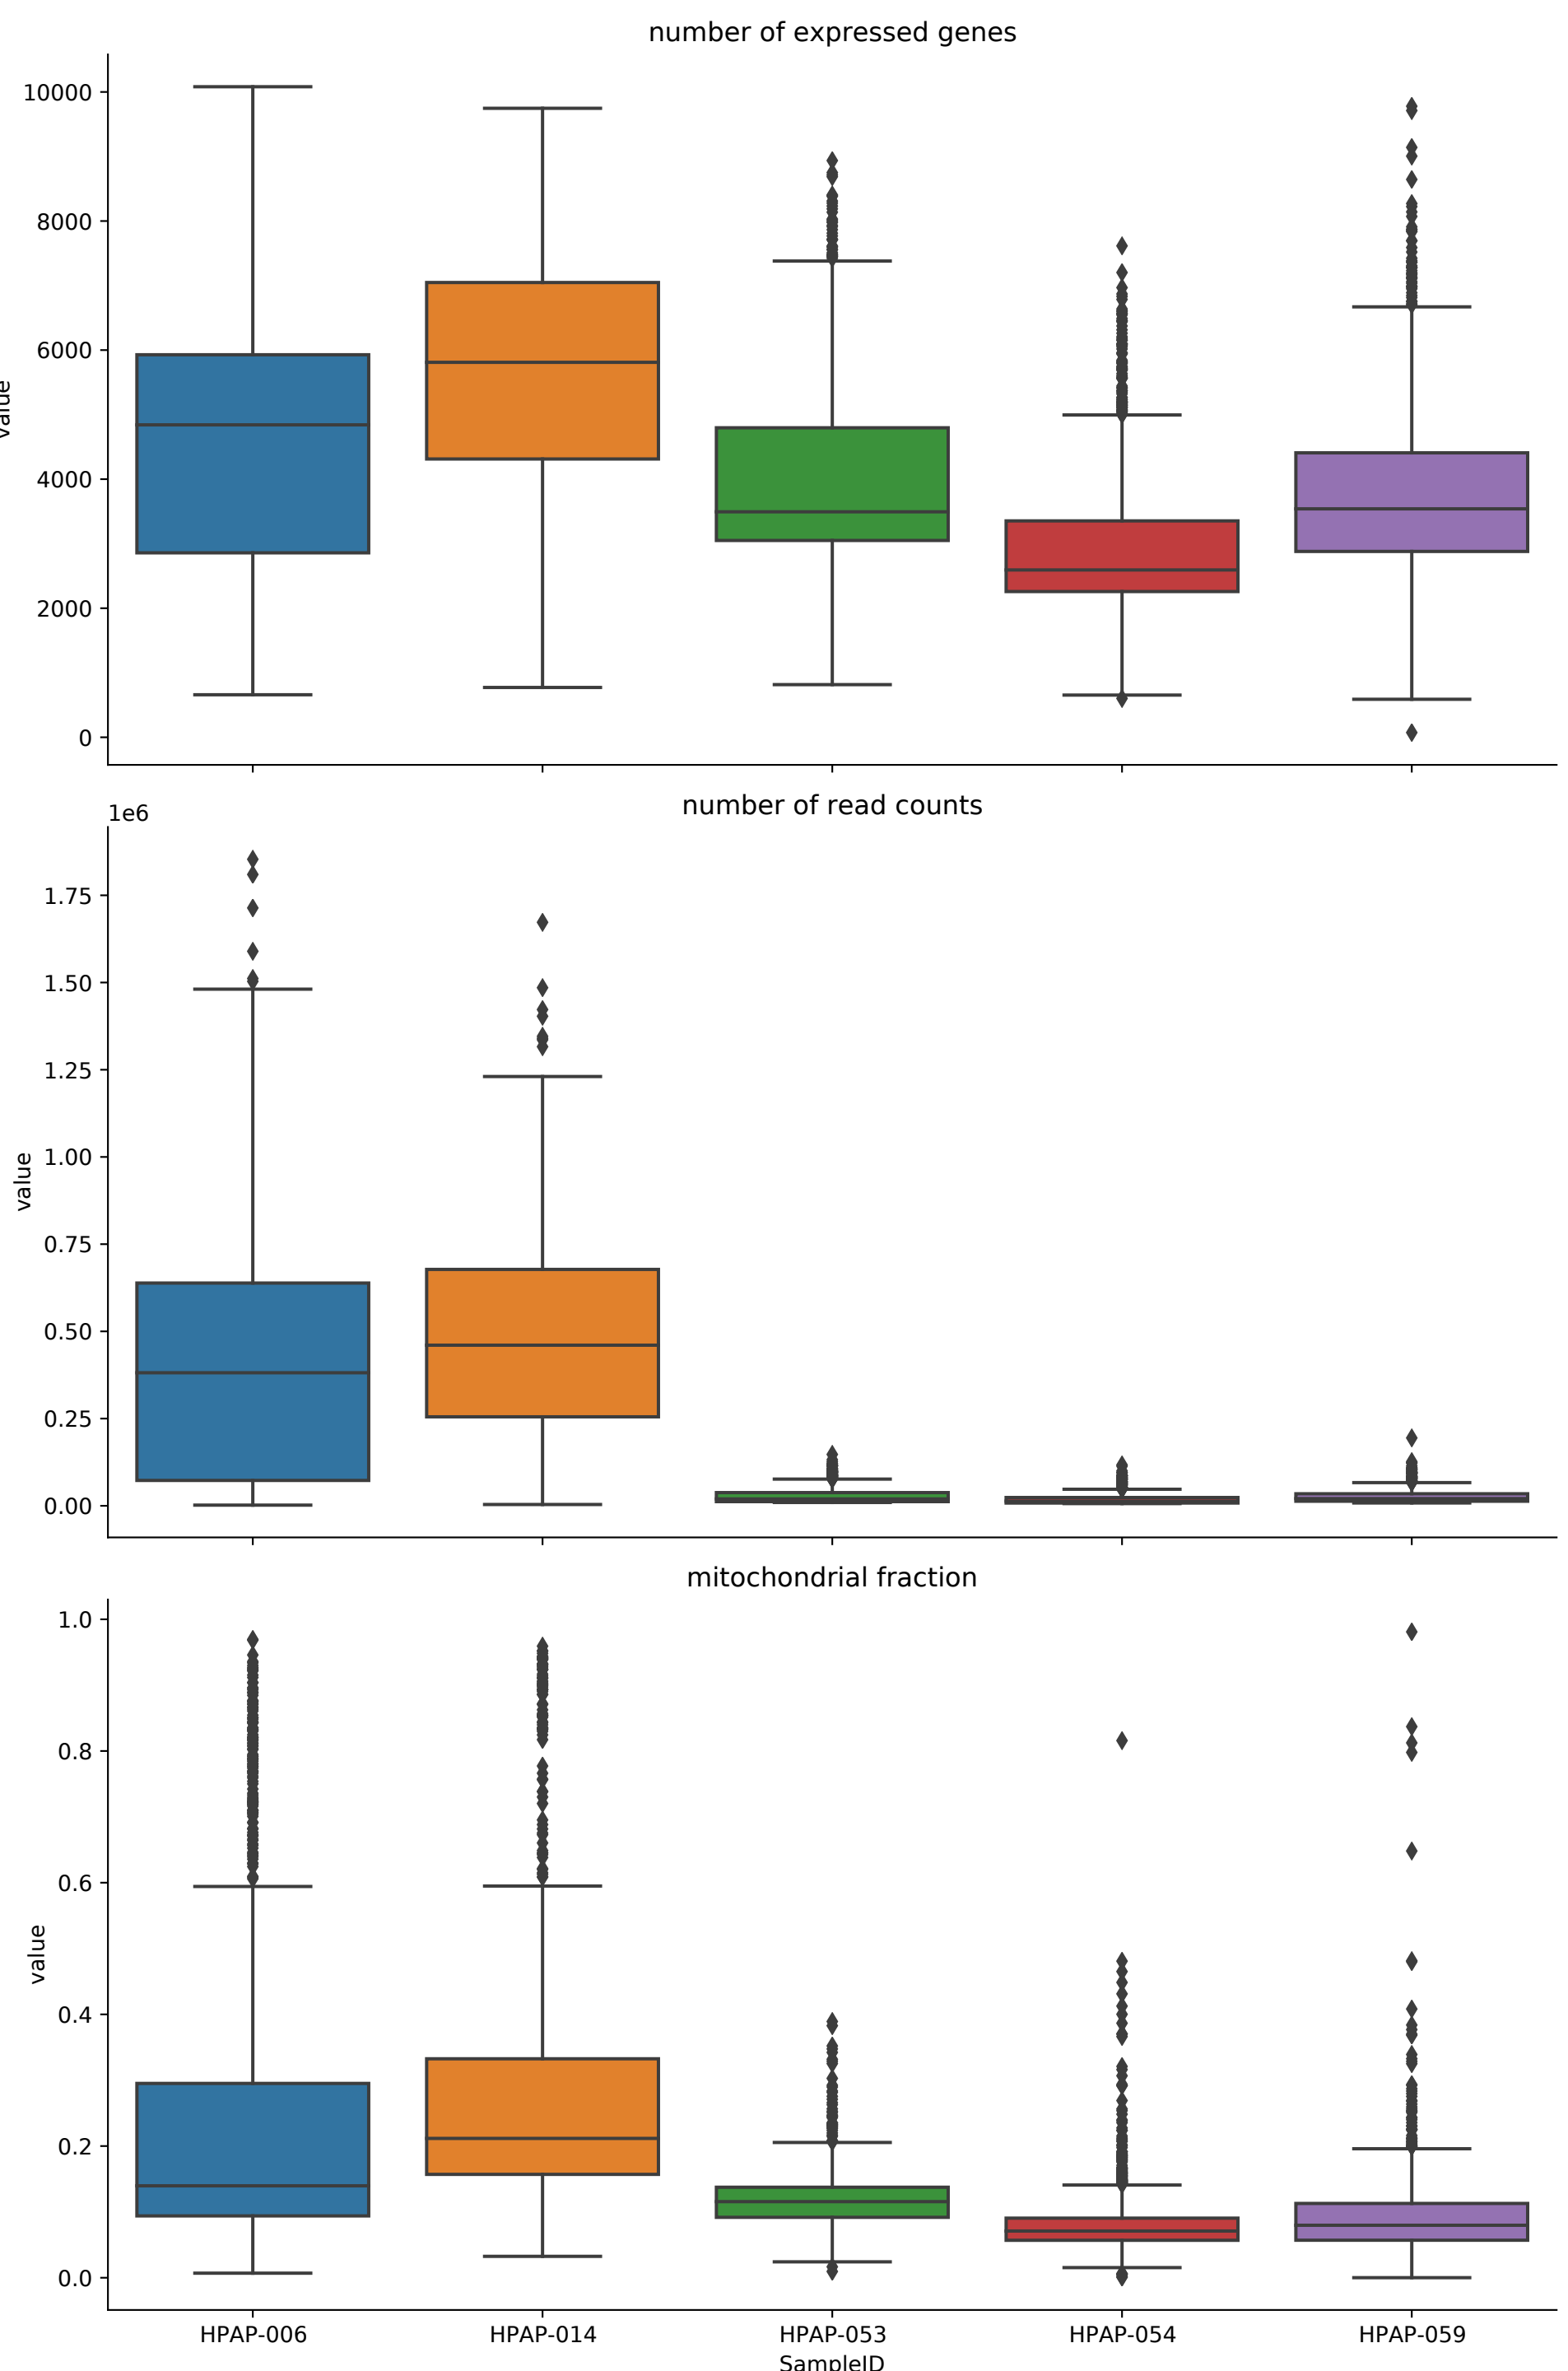 number of expressed genes
10000
8000
6000
value
4000
2000
0
number of read counts
1e6
1.75
1.50
1.25
1.00
value
0.75
0.50
0.25
0.00
mitochondrial fraction
1.0
0.8
0.6
value
0.4
0.2
0.0
HPAP-006 HPAP-014 HPAP-053 HPAP-054 HPAP-059
SampleID